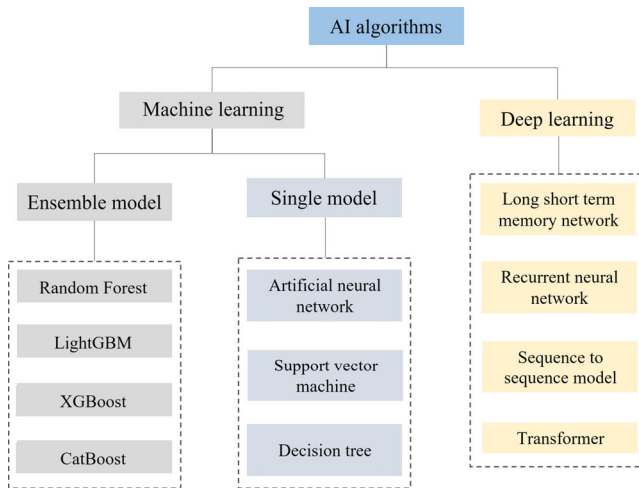 AI algorithms
Machine learning
Deep learning
Ensemble model
Single model
Long short term
memory network
Random Forest
Artificial neural
network
Recurrent neural
network
LightGBM
Support vector
machine
Sequence to
sequence model
XGBoost
CatBoost
Decision tree
Transformer